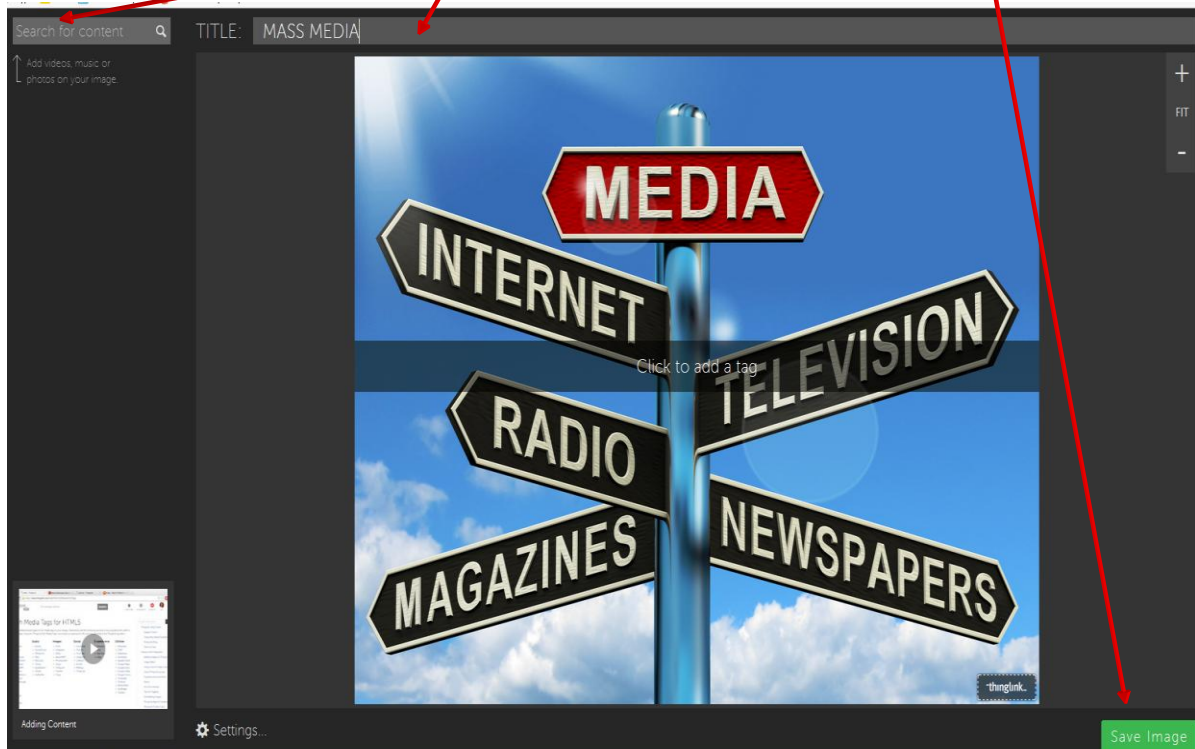 Search for content
TITLE: MASS MEDIA
Add videos, music or
photos on your image.
+
FIT
-
MEDIA
INTERNET
TELEVISION
Click to add a tag
RADIO
MAGAZINES
NEWSPAPERS
thinglink..
Adding Content
Settings...
Save Image